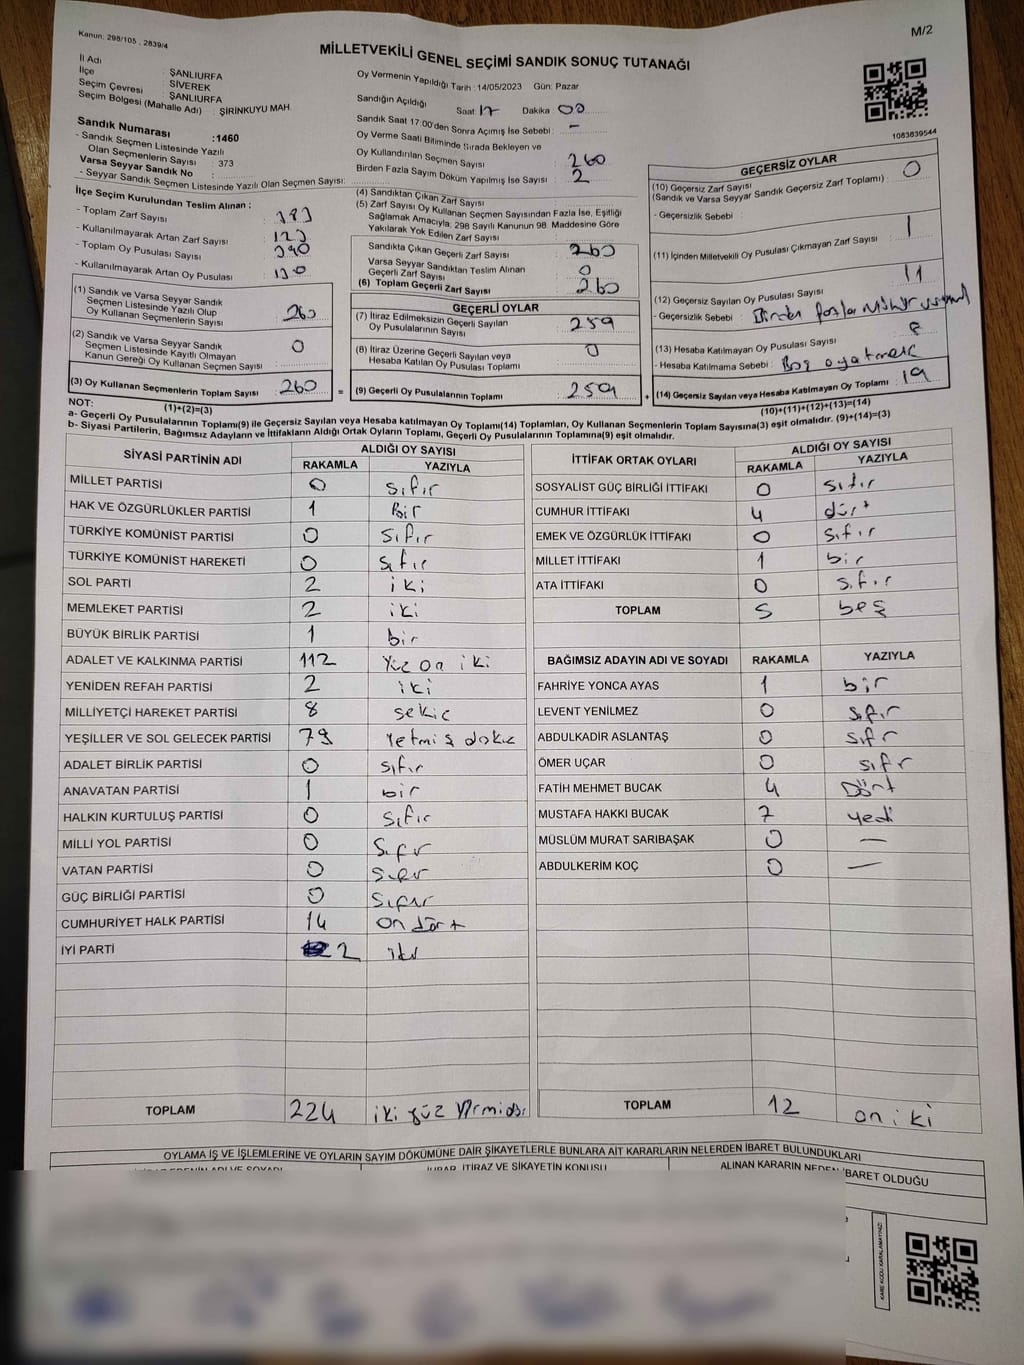 Kanun: 298/105 , 2839/4
M/2
MİLLETVEKİLİ GENEL SEÇİMİ SANDIK SONUÇ TUTANAĞI
İl Adı : ŞANLIURFA
İlçe : SİVEREK
Seçim Çevresi : ŞANLIURFA
Seçim Bölgesi (Mahalle Adı) : ŞİRİNKUYU MAH.
Sandık Numarası :1460
- Sandık Seçmen Listesinde Yazılı
Olan Seçmenlerin Sayısı : 373
Varsa Seyyar Sandık No :
- Seyyar Sandık Seçmen Listesinde Yazılı Olan Seçmen Sayısı:
İlçe Seçim Kurulundan Teslim Alınan :
- Toplam Zarf Sayısı :
- Kullanılmayarak Artan Zarf Sayısı : 123
- Toplam Oy Pusulası Sayısı : 390
- Kullanılmayarak Artan Oy Pusulası : 130
(1) Sandık ve Varsa Seyyar Sandık
Seçmen Listesinde Yazılı Olup
Oy Kullanan Seçmenlerin Sayısı : 260
(2) Sandık ve Varsa Seyyar Sandık
Seçmen Listesinde Kayıtlı Olmayan
Kanun Gereği Oy Kullanan Seçmen Sayısı : 0
(3) Oy Kullanan Seçmenlerin Toplam Sayısı : 260
(1)+(2)=(3)
Oy Vermenin Yapıldığı Tarih : 14/05/2023 Gün: Pazar
Sandığın Açıldığı Saat 17 Dakika 00
Sandık Saat 17:00'den Sonra Açımış İse Sebebi : -
Oy Verme Saati Bitiminde Sırada Bekleyen ve
Oy Kullandırılan Seçmen Sayısı : 260
Birden Fazla Sayım Döküm Yapılmış İse Sayısı : 2
(4) Sandıktan Çıkan Zarf Sayısı :
(5) Zarf Sayısı Oy Kullanan Seçmen Sayısından Fazla İse, Eşitliği
Sağlamak Amacıyla, 298 Sayılı Kanunun 98. Maddesine Göre
Yakılarak Yok Edilen Zarf Sayısı :
Sandıkta Çıkan Geçerli Zarf Sayısı : 260
Varsa Seyyar Sandıktan Teslim Alınan
Geçerli Zarf Sayısı : 0
(6) Toplam Geçerli Zarf Sayısı : 260
GEÇERLİ OYLAR
(7) İtiraz Edilmeksizin Geçerli Sayılan
Oy Pusulalarının Sayısı : 259
(8) İtiraz Üzerine Geçerli Sayılan veya
Hesaba Katılan Oy Pusulası Toplamı : 0
= (9) Geçerli Oy Pusulalarının Toplamı : 259
1083839544
GEÇERSİZ OYLAR
(10) Geçersiz Zarf Sayısı
(Sandık ve Varsa Seyyar Sandık Geçersiz Zarf Toplamı) : 0
- Geçersizlik Sebebi :
(11) İçinden Milletvekili Oy Pusulası Çıkmayan Zarf Sayısı : 1
(12) Geçersiz Sayılan Oy Pusulası Sayısı : 11
- Geçersizlik Sebebi : Birden fazla Mühür
(13) Hesaba Katılmayan Oy Pusulası Sayısı : 8
- Hesaba Katılmama Sebebi : Boş oy atmak
+ (14) Geçersiz Sayılan veya Hesaba Katılmayan Oy Toplamı : 19
(10)+(11)+(12)+(13)=(14)
NOT:
a- Geçerli Oy Pusulalarının Toplamı(9) ile Geçersiz Sayılan veya Hesaba katılmayan Oy Toplamı(14) Toplamları, Oy Kullanan Seçmenlerin Toplam Sayısına(3) eşit olmalıdır. (9)+(14)=(3)
b- Siyasi Partilerin, Bağımsız Adayların ve İttifakların Aldığı Ortak Oyların Toplamı, Geçerli Oy Pusulalarının Toplamına(9) eşit olmalıdır.
SİYASİ PARTİNİN ADI ALDIĞI OY SAYISI
RAKAMLA YAZIYLA
MİLLET PARTİSİ 0 sıfır
HAK VE ÖZGÜRLÜKLER PARTİSİ 1 Bir
TÜRKİYE KOMÜNİST PARTİSİ 0 sıfır
TÜRKİYE KOMÜNİST HAREKETİ 0 sıfır
SOL PARTİ 2 iki
MEMLEKET PARTİSİ 2 iki
BÜYÜK BİRLİK PARTİSİ 1 bir
ADALET VE KALKINMA PARTİSİ 112 Yüz on iki
YENİDEN REFAH PARTİSİ 2 iki
MİLLİYETÇİ HAREKET PARTİSİ 8 sekiz
YEŞİLLER VE SOL GELECEK PARTİSİ 79 Yetmiş dokuz
ADALET BİRLİK PARTİSİ 0 sıfır
ANAVATAN PARTİSİ 1 bir
HALKIN KURTULUŞ PARTİSİ 0 sıfır
MİLLİ YOL PARTİSİ 0 Sıfır
VATAN PARTİSİ 0 Sıfır
GÜÇ BİRLİĞİ PARTİSİ 0 Sıfır
CUMHURİYET HALK PARTİSİ 14 on dört
İYİ PARTİ 2 iki
TOPLAM 224 iki yüz
İTTİFAK ORTAK OYLARI ALDIĞI OY SAYISI
RAKAMLA YAZIYLA
SOSYALİST GÜÇ BİRLİĞİ İTTİFAKI 0 sıfır
CUMHUR İTTİFAKI 4 dört
EMEK VE ÖZGÜRLÜK İTTİFAKI 0 sıfır
MİLLET İTTİFAKI 1 bir
ATA İTTİFAKI 0 sıfır
TOPLAM 5 beş
BAĞIMSIZ ADAYIN ADI VE SOYADI RAKAMLA YAZIYLA
FAHRİYE YONCA AYAS 1 bir
LEVENT YENİLMEZ 0 sıfır
ABDULKADİR ASLANTAŞ 0 sıfr
ÖMER UÇAR 0 sıfr
FATİH MEHMET BUCAK 4 Dört
MUSTAFA HAKKI BUCAK 7 yedi
MÜSLÜM MURAT SARIBAŞAK 0 —
ABDULKERİM KOÇ 0 —
TOPLAM 12 on iki
OYLAMA İŞ VE İŞLEMLERİNE VE OYLARIN SAYIM DÖKÜMÜNE DAİR ŞİKAYETLERLE BUNLARA AİT KARARLARIN NELERDEN İBARET BULUNDUKLARI
İTİRAZ VE ŞİKAYETİN KONUSU ALINAN KARARIN NEDEN İBARET OLDUĞU
KARE KODU KARALAMAYINIZ!